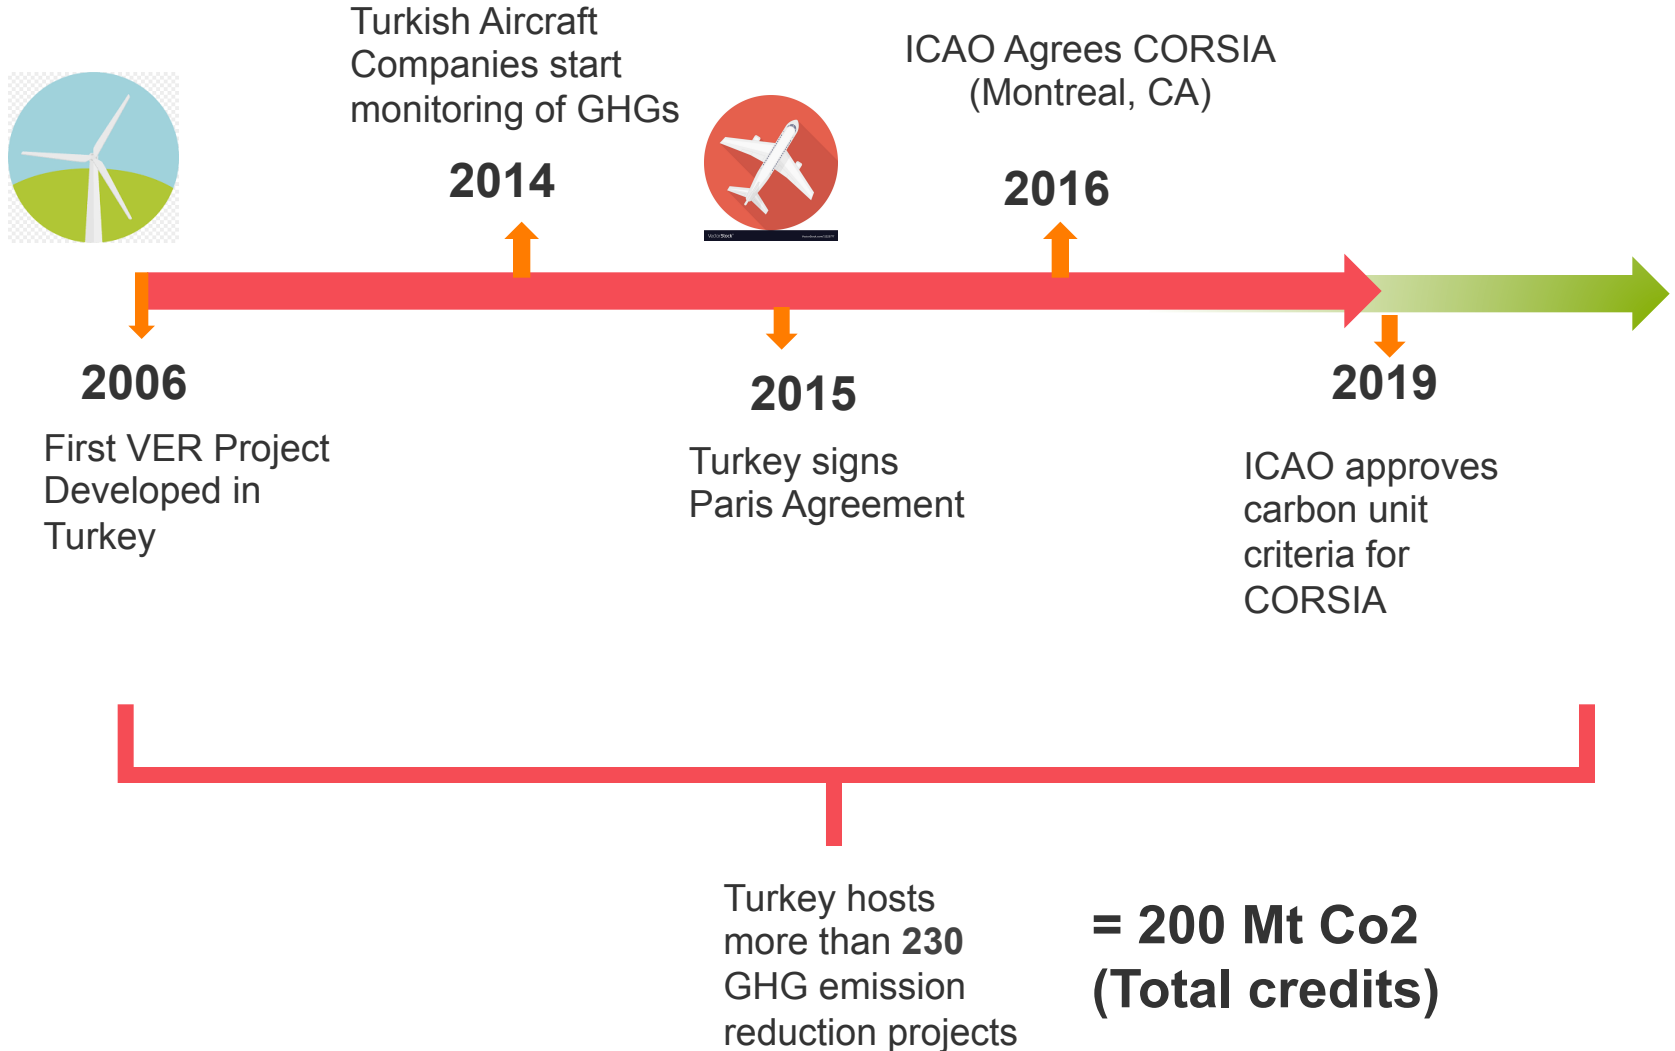 Turkish Aircraft
Companies start
monitoring of GHGs
2014
ICAO Agrees CORSIA
(Montreal, CA)
2016
VectorStock
2006
First VER Project
Developed in
Turkey
2015
Turkey signs
Paris Agreement
2019
ICAO approves
carbon unit
criteria for
CORSIA
Turkey hosts
more than 230
GHG emission
reduction projects
= 200 Mt Co2
(Total credits)